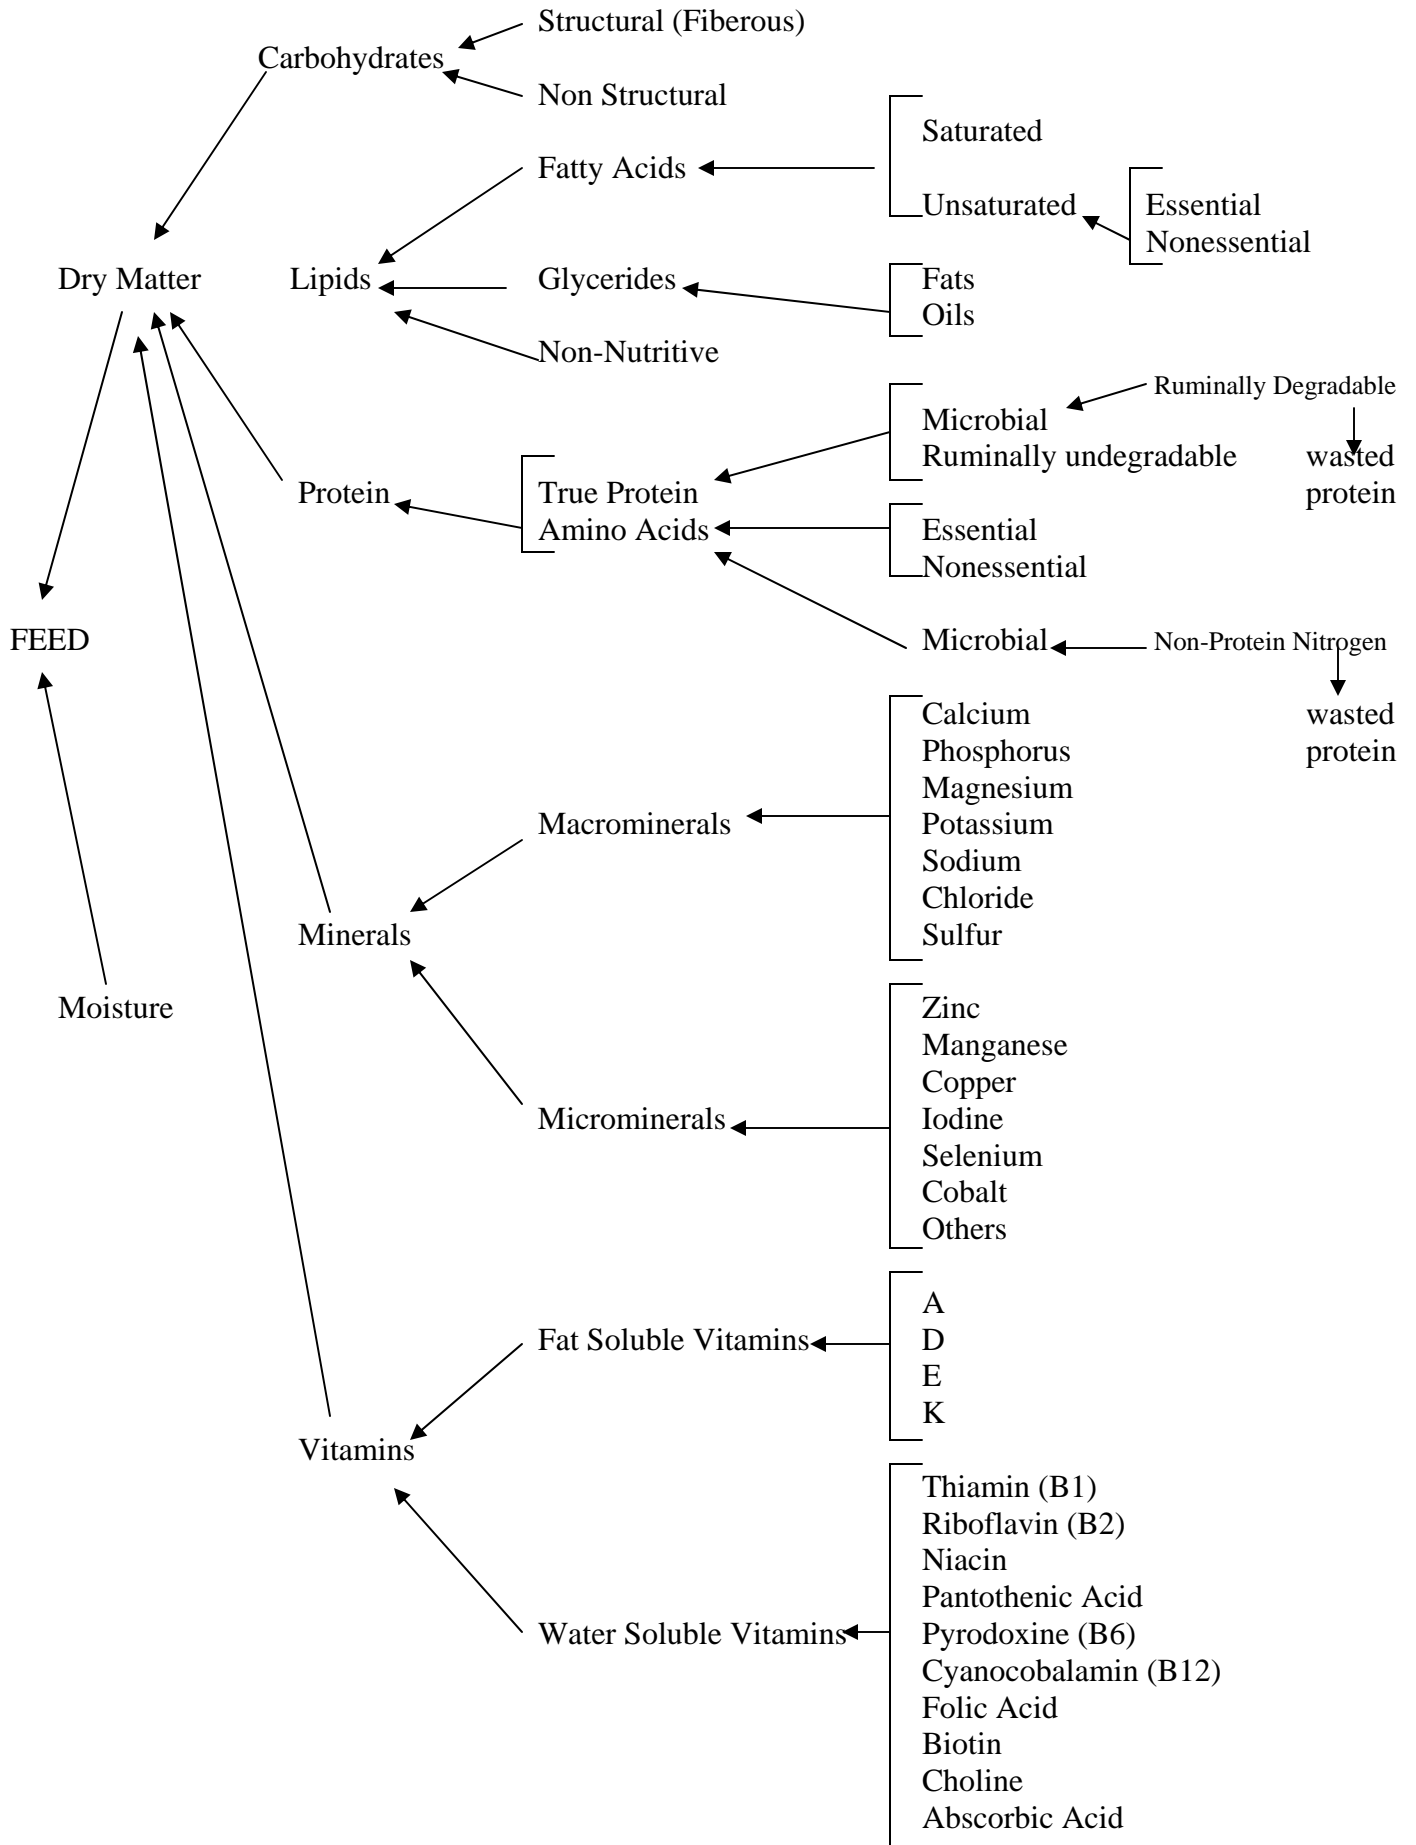 Structural (Fiberous)
Carbohydrates
Non Structural
Saturated
Fatty Acids
Unsaturated
Essential
Nonessential
Dry Matter
Lipids
Glycerides
Fats
Oils
Non-Nutritive
Ruminally Degradable
Microbial
Ruminally undegradable
wasted
protein
Protein
True Protein
Amino Acids
Essential
Nonessential
FEED
Microbial
Non-Protein Nitrogen
wasted
protein
Calcium
Phosphorus
Magnesium
Potassium
Sodium
Chloride
Sulfur
Macrominerals
Minerals
Moisture
Zinc
Manganese
Copper
Iodine
Selenium
Cobalt
Others
Microminerals
A
D
E
K
Fat Soluble Vitamins
Vitamins
Thiamin (B1)
Riboflavin (B2)
Niacin
Pantothenic Acid
Pyrodoxine (B6)
Cyanocobalamin (B12)
Folic Acid
Biotin
Choline
Abscorbic Acid
Water Soluble Vitamins